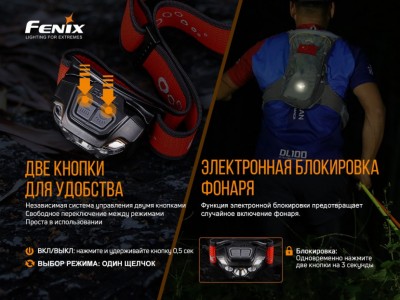 FENIX
LIGHTING FOR EXTREMES
ДВЕ КНОПКИ
ДЛЯ УДОБСТВА
Независимая система управления двумя кнопками
Свободное переключение между режимами
Проста в использовании
ВКЛ/ВЫКЛ: нажмите и удерживайте кнопку 0,5 сек
ВЫБОР РЕЖИМА: ОДИН ЩЕЛЧОК
ЭЛЕКТРОННАЯ БЛОКИРОВКА
ФОНАРЯ
Функция электронной блокировки предотвращает
случайное включение фонаря.
Блокировка:
Одновременно нажмите
две кнопки на 3 секунды